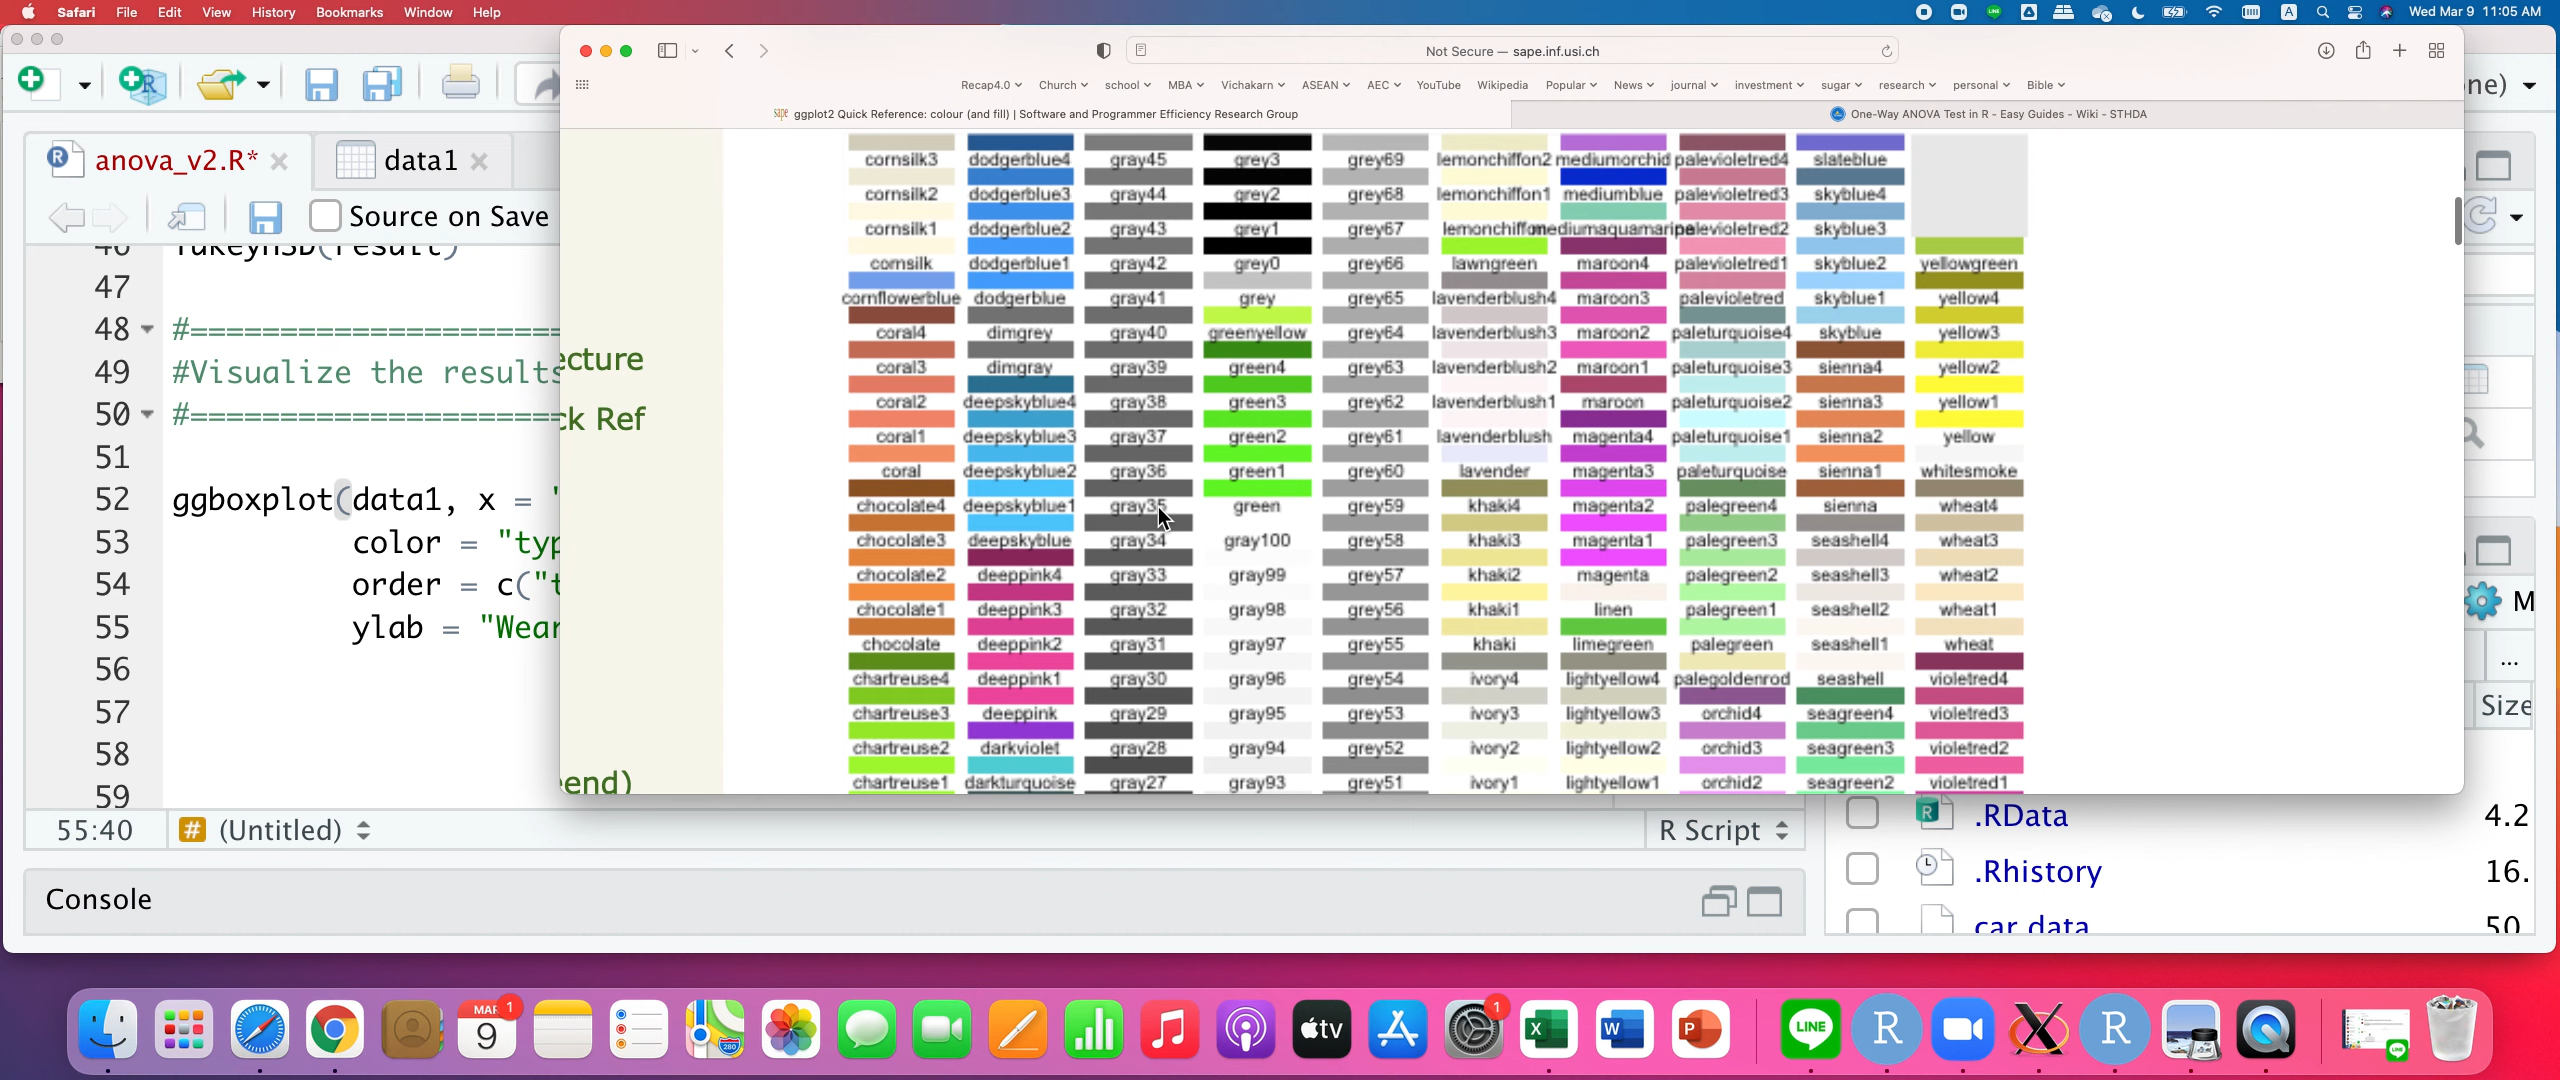 Safari File Edit View History Bookmarks Window Help
Wed Mar 9 11:05 AM
Not Secure — sape.inf.usi.ch
Recap4.0 Church school MBA Vichakarn ASEAN AEC YouTube Wikipedia Popular News journal investment sugar research personal Bible
ggplot2 Quick Reference: colour (and fill) | Software and Programmer Efficiency Research Group
One-Way ANOVA Test in R - Easy Guides - Wiki - STHDA
anova_v2.R*
data1
Source on Save
47
48 #
49 #Visualize the results
50 #
51
52 ggboxplot(data1, x = "
53 color = "typ
54 order = c("t
55 ylab = "Wear
56
57
58
59
55:40
(Untitled)
R Script
Console
ecture
ck Ref
end)
cornsilk3 dodgerblue4 gray45 grey3 grey69 lemonchiffon2 mediumorchid palevioletred4 slateblue
cornsilk2 dodgerblue3 gray44 grey2 grey68 lemonchiffon1 mediumblue palevioletred3 skyblue4
cornsilk1 dodgerblue2 gray43 grey1 grey67 lemonchiffon mediumaquamarine palevioletred2 skyblue3
cornsilk dodgerblue1 gray42 grey0 grey66 lawngreen maroon4 palevioletred1 skyblue2 yellowgreen
cornflowerblue dodgerblue gray41 grey grey65 lavenderblush4 maroon3 palevioletred skyblue1 yellow4
coral4 dimgrey gray40 greenyellow grey64 lavenderblush3 maroon2 paleturquoise4 skyblue yellow3
coral3 dimgray gray39 green4 grey63 lavenderblush2 maroon1 paleturquoise3 sienna4 yellow2
coral2 deepskyblue4 gray38 green3 grey62 lavenderblush1 maroon paleturquoise2 sienna3 yellow1
coral1 deepskyblue3 gray37 green2 grey61 lavenderblush magenta4 paleturquoise1 sienna2 yellow
coral deepskyblue2 gray36 green1 grey60 lavender magenta3 paleturquoise sienna1 whitesmoke
chocolate4 deepskyblue1 gray35 green grey59 khaki4 magenta2 palegreen4 sienna wheat4
chocolate3 deepskyblue gray34 gray100 grey58 khaki3 magenta1 palegreen3 seashell4 wheat3
chocolate2 deeppink4 gray33 gray99 grey57 khaki2 magenta palegreen2 seashell3 wheat2
chocolate1 deeppink3 gray32 gray98 grey56 khaki1 linen palegreen1 seashell2 wheat1
chocolate deeppink2 gray31 gray97 grey55 khaki limegreen palegreen seashell1 wheat
chartreuse4 deeppink1 gray30 gray96 grey54 ivory4 lightyellow4 palegoldenrod seashell violetred4
chartreuse3 deeppink gray29 gray95 grey53 ivory3 lightyellow3 orchid4 seagreen4 violetred3
chartreuse2 darkviolet gray28 gray94 grey52 ivory2 lightyellow2 orchid3 seagreen3 violetred2
chartreuse1 darkturquoise gray27 gray93 grey51 ivory1 lightyellow1 orchid2 seagreen2 violetred1
ne)
M
...
Size
.RData 4.2
.Rhistory 16.
car data 50
MAR 9
1
280
tv
1
X
W
P
LINE
R
R